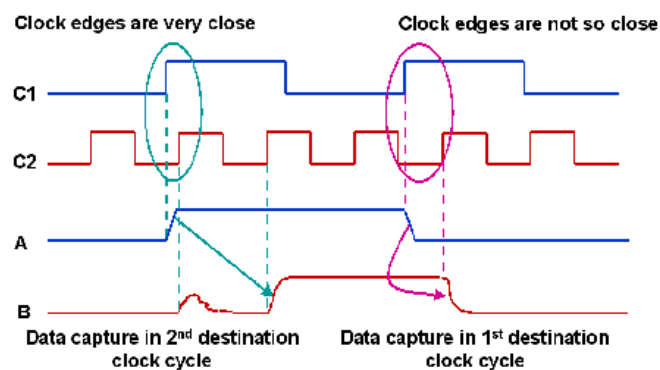 Clock edges are very close
Clock edges are not so close
C1
C2
A
B
Data capture in 2nd destination
clock cycle
Data capture in 1st destination
clock cycle